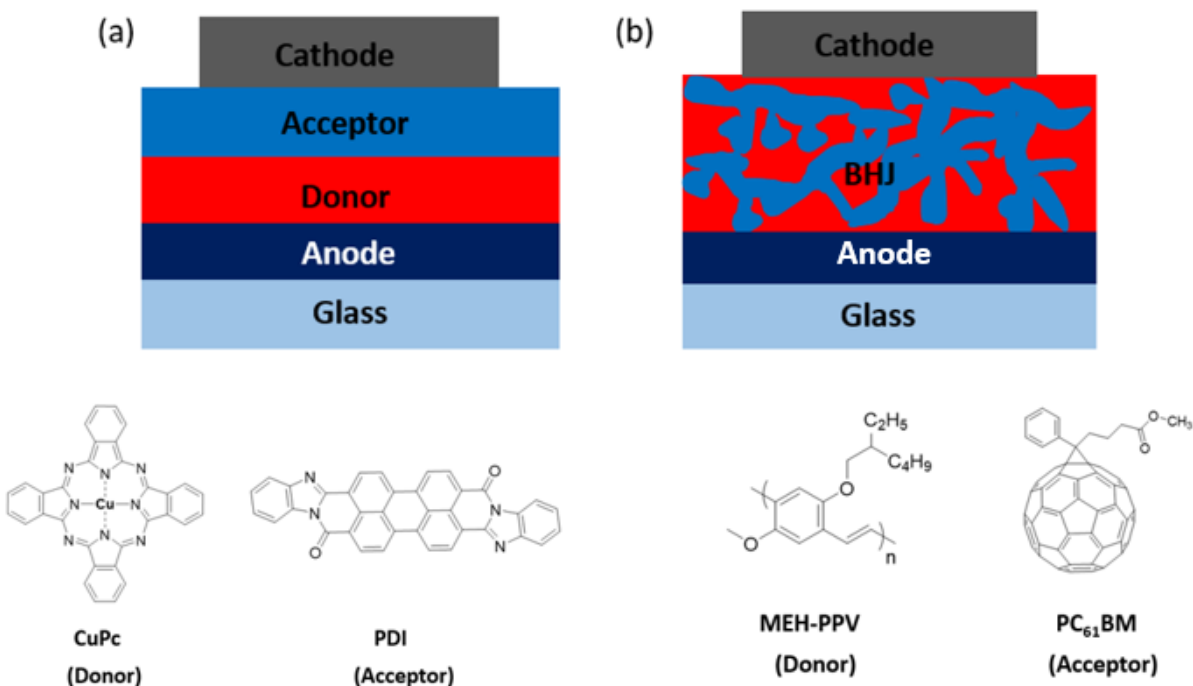 (a)
Cathode
Acceptor
Donor
Anode
Glass
(b)
Cathode
BHJ
Anode
Glass
N
N
N
N
Cu
N
N
N
N
CuPc
(Donor)
O
N
N
N
N
O
PDI
(Acceptor)
C₂H₅
C₄H₉
O
O
n
MEH-PPV
(Donor)
O
CH₃
O
PC₆₁BM
(Acceptor)